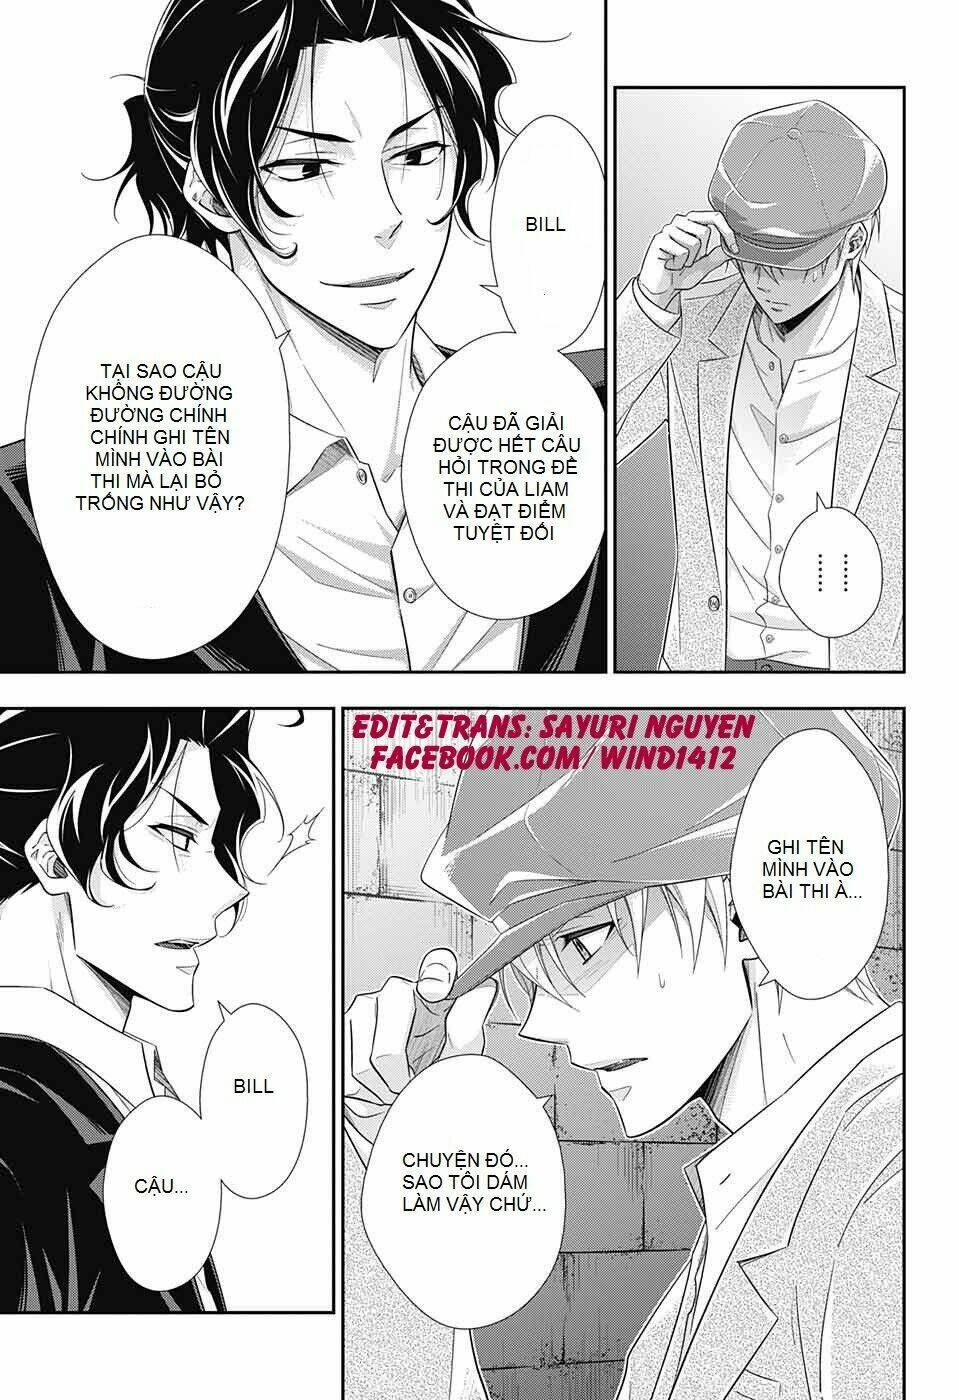 ……
BILL
CẬU ĐÃ GIẢI
ĐƯỢC HẾT CÂU
HỎI TRONG ĐỀ
THI CỦA LIAM
VÀ ĐẠT ĐIỂM
TUYỆT ĐỐI
TẠI SAO CẬU
KHÔNG ĐƯỜNG
ĐƯỜNG CHÍNH
CHÍNH GHI TÊN
MÌNH VÀO BÀI
THI MÀ LẠI BỎ
TRỐNG NHƯ VẬY?
EDIT&TRANS: SAYURI NGUYEN
FACEBOOK.COM/WIND1412
GHI TÊN
MÌNH VÀO
BÀI THI À...
CHUYỆN ĐÓ...
SAO TÔI DÁM
LÀM VẬY CHỨ...
BILL
CẬU...